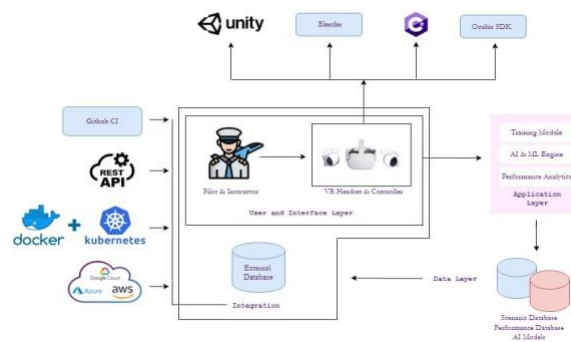 unity
Blender
Oculus SDK
Github CI
REST
API
docker
+
kubernetes
Google Cloud
Azure
aws
Pilot & Instructor
VR Headset & Controller
User and Interface Layer
External
Database
Integration
Training Module
AI & ML Engine
Performance Analytics
Application
Layer
Data Layer
Scenario Database
Performance Database
AI Models